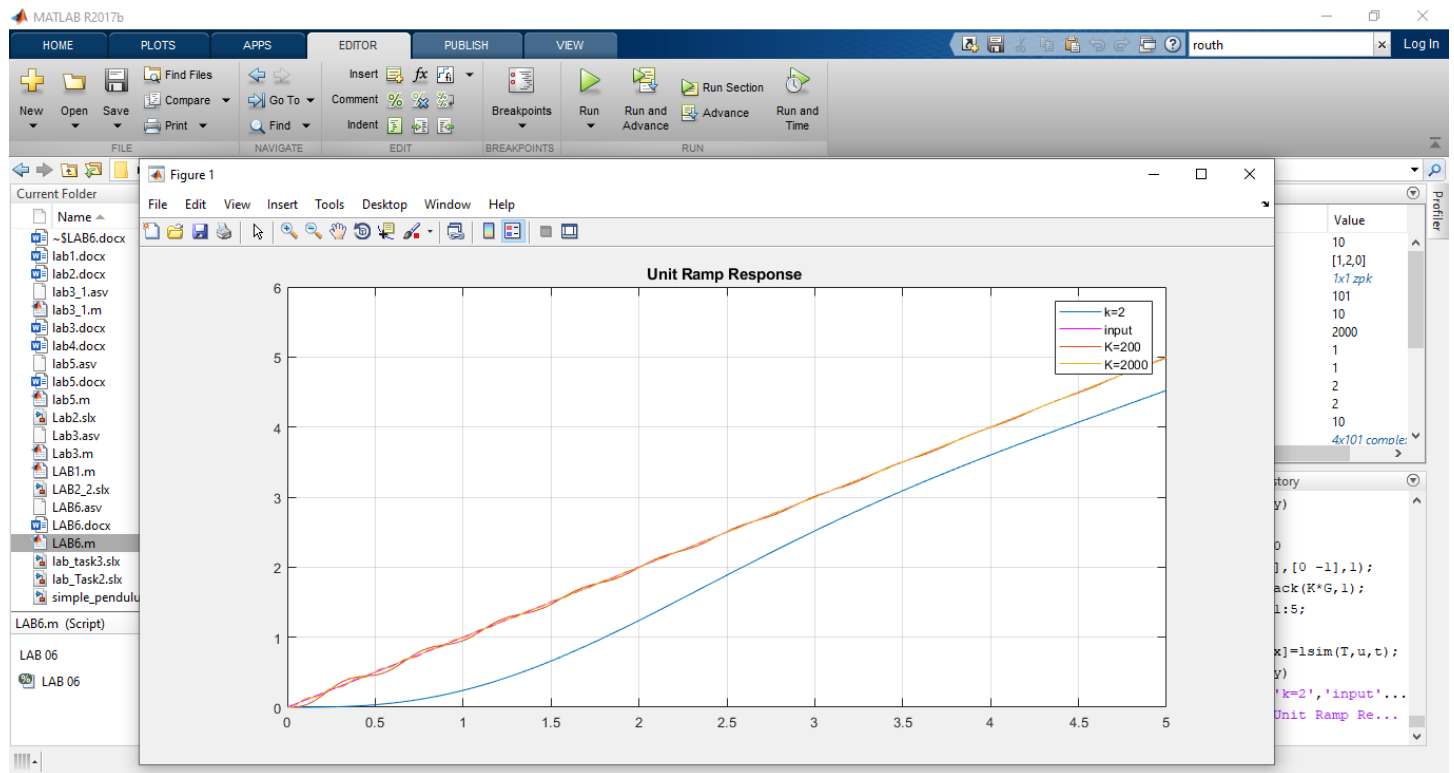 MATLAB R2017b
HOME PLOTS APPS EDITOR PUBLISH VIEW routh Log In
New Open Save Find Files Compare Print
Go To Find
Insert fx Comment Indent
Breakpoints
Run Run and Advance Run Section Advance Run and Time
FILE NAVIGATE EDIT BREAKPOINTS RUN
Current Folder
Name
~$LAB6.docx
lab1.docx
lab2.docx
lab3_1.asv
lab3_1.m
lab3.docx
lab4.docx
lab5.asv
lab5.docx
lab5.m
Lab2.slx
Lab3.asv
Lab3.m
LAB1.m
LAB2_2.slx
LAB6.asv
LAB6.docx
LAB6.m
lab_task3.slx
lab_Task2.slx
simple_pendulu
LAB6.m (Script)
LAB 06
LAB 06
Figure 1
File Edit View Insert Tools Desktop Window Help
Unit Ramp Response
6
5
4
3
2
1
0
0 0.5 1 1.5 2 2.5 3 3.5 4 4.5 5
k=2
input
K=200
K=2000
Profiler
Value
10
[1,2,0]
1x1 zpk
101
10
2000
1
1
2
2
10
4x101 comple:
story
y)
0
],[0 -1],1);
ack(K*G,1);
1:5;
x]=lsim(T,u,t);
y)
'k=2','input'...
Unit Ramp Re...